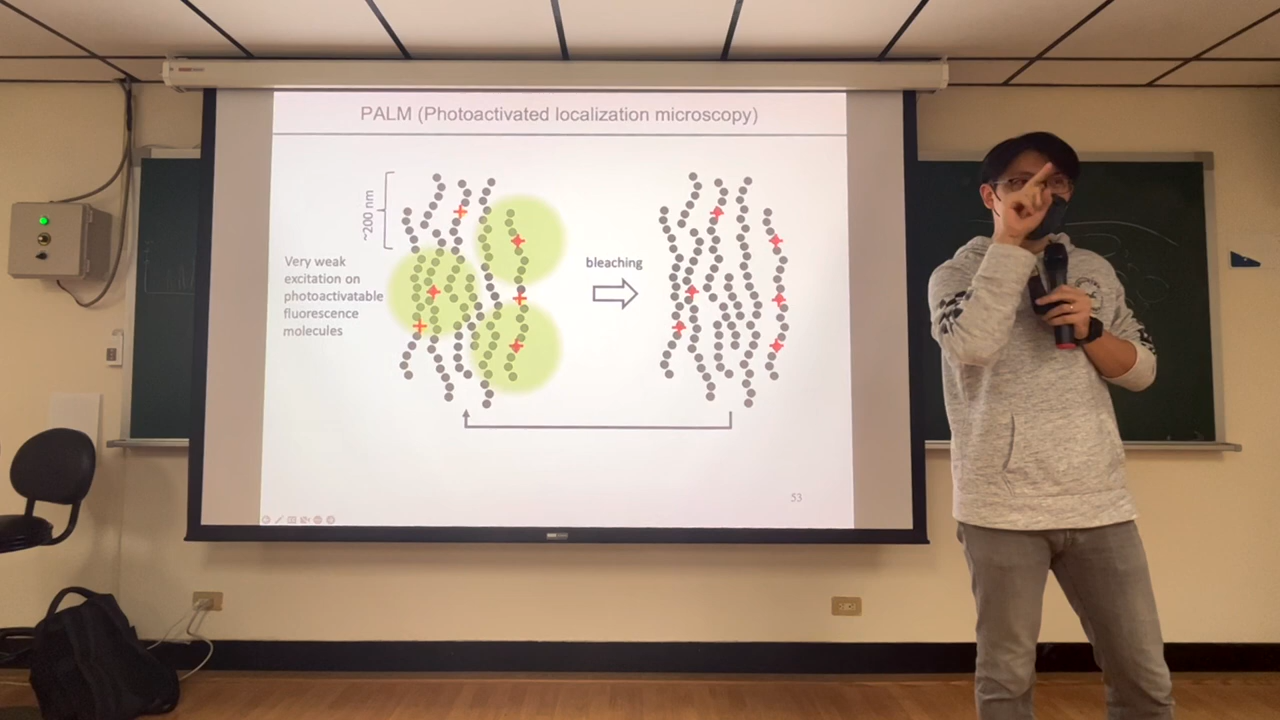 PALM (Photoactivated localization microscopy)
~200 nm
Very weak
excitation on
photoactivatable
fluorescence
molecules
bleaching
53